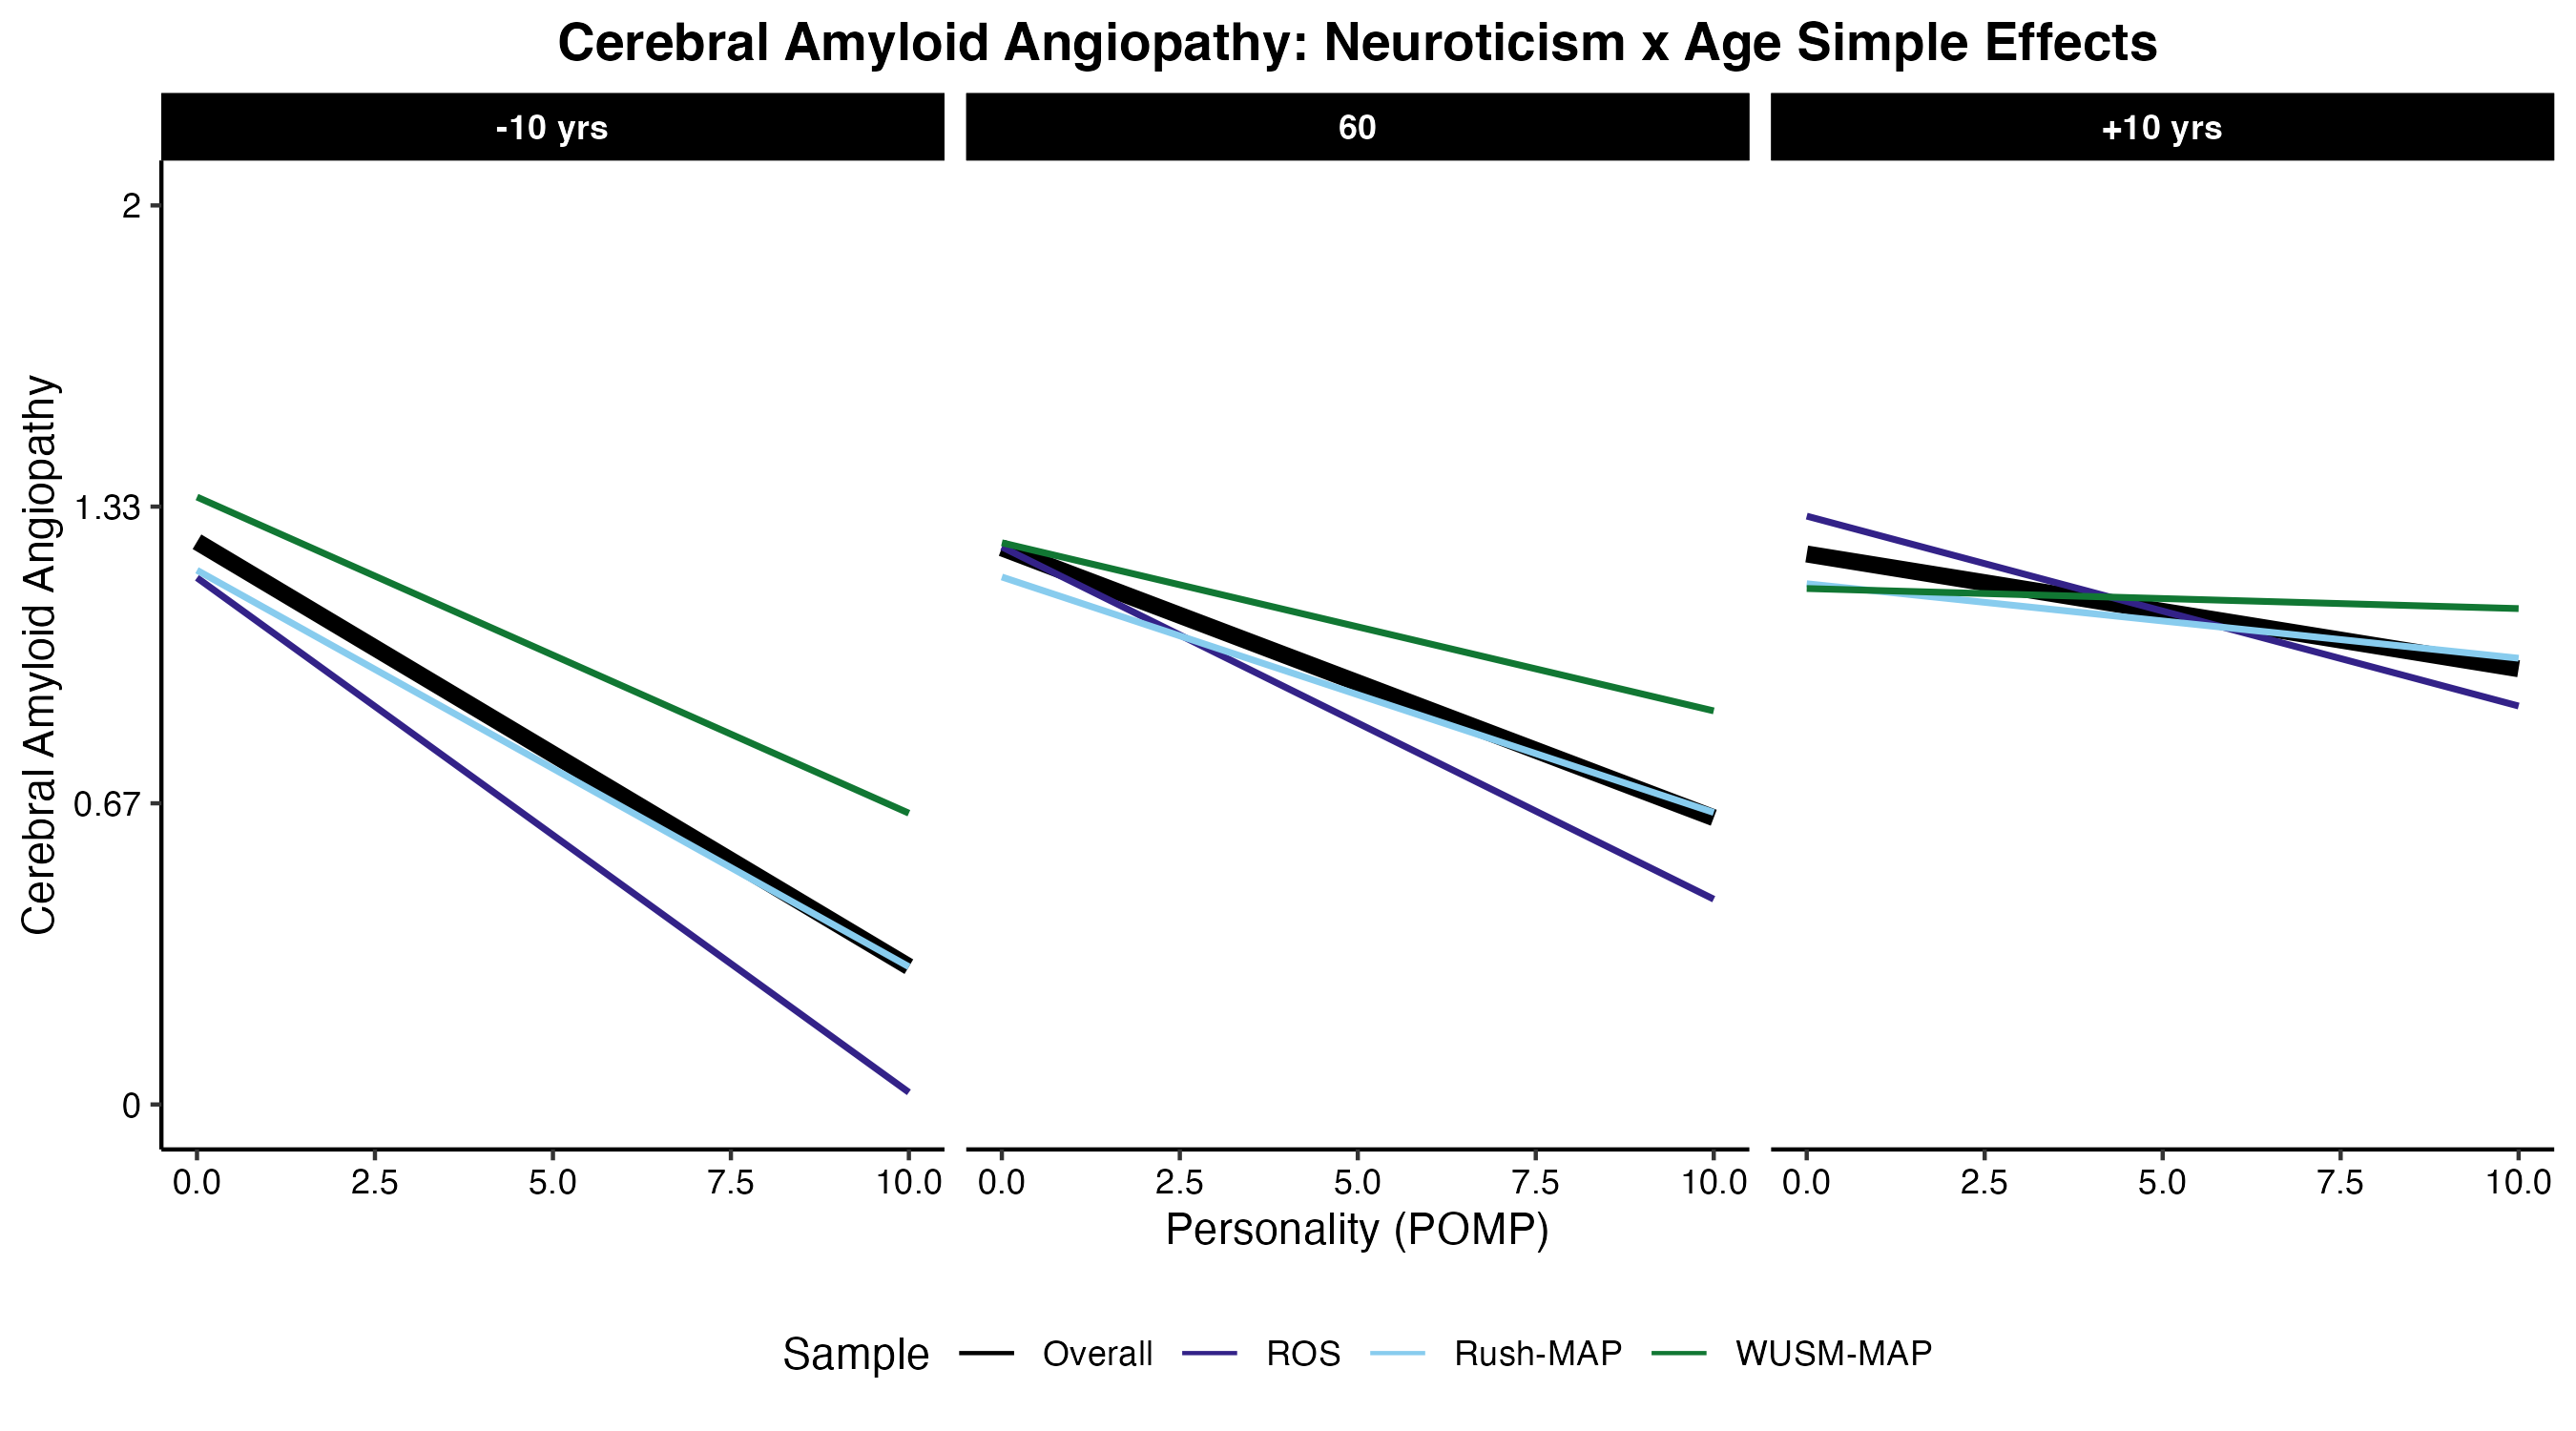 Cerebral Amyloid Angiopathy: Neuroticism x Age Simple Effects
-10 yrs 60 +10 yrs
Cerebral Amyloid Angiopathy
2
1.33
0.67
0
0.0 2.5 5.0 7.5 10.0 0.0 2.5 5.0 7.5 10.0 0.0 2.5 5.0 7.5 10.0
Personality (POMP)
Sample Overall ROS Rush-MAP WUSM-MAP